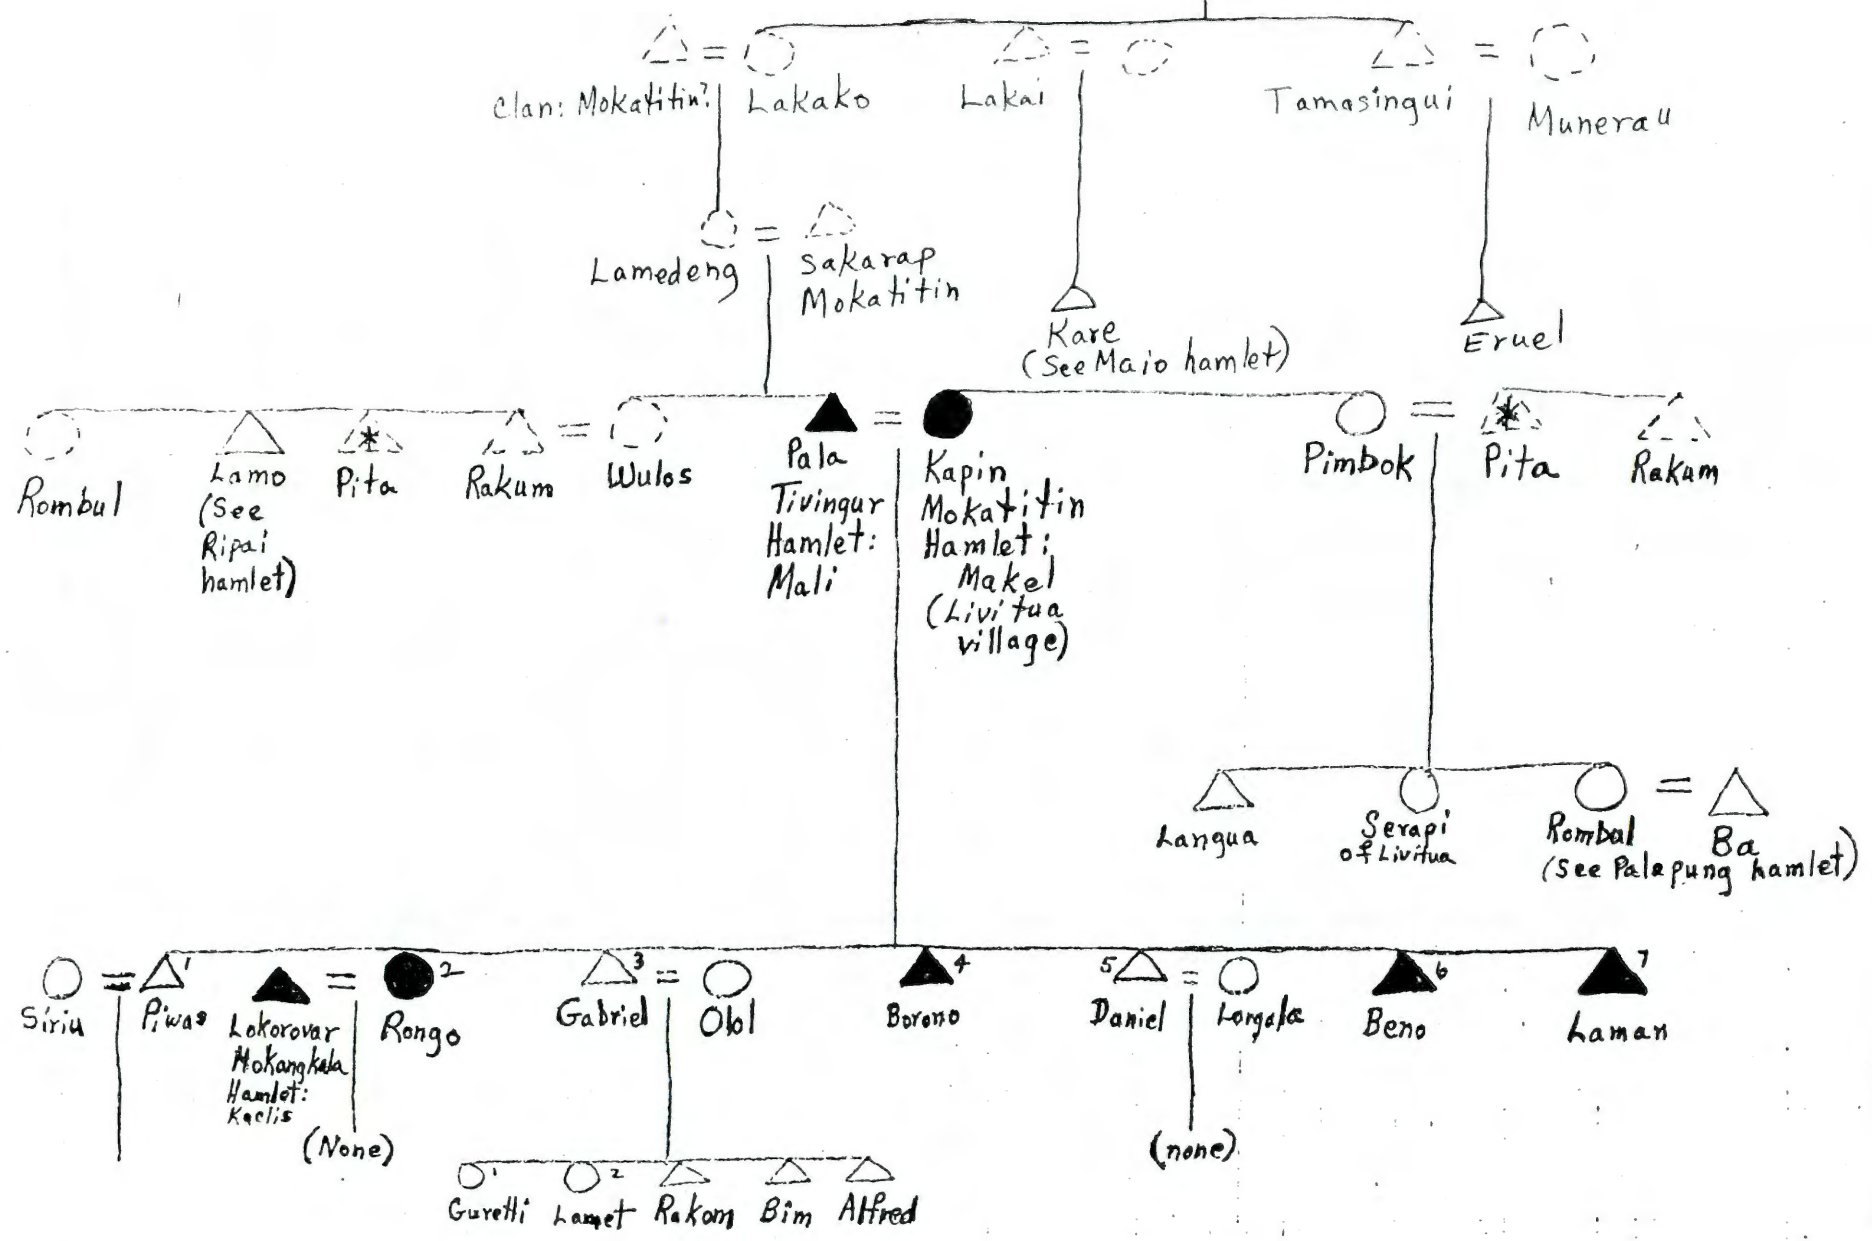 Clan: Mokatitin?
Lakako
Lakai
Tamasingui
Munerau
Lamedeng
Sakarap
Mokatitin
Kare
(See Maio hamlet)
Eruel
Rombul
Lamo
(See
Ripai
hamlet)
Pita
Rakum
Wulos
Pala
Tivingur
Hamlet:
Mali
Kapin
Mokatitin
Hamlet:
Makel
(Livitua
village)
Pimbok
Pita
Rakum
Langua
Serapi
of Livitua
Rombul
Ba
(See Palapung hamlet)
Siriu
1
Piwas
Lokorovar
Mokangkala
Hamlet:
Kaclis
2
Rongo
(None)
3
Gabriel
Obol
4
Borono
5
Daniel
Longala
(none)
6
Beno
7
Laman
1
Guretti
2
Lamet
Rakom
Bim
Alfred